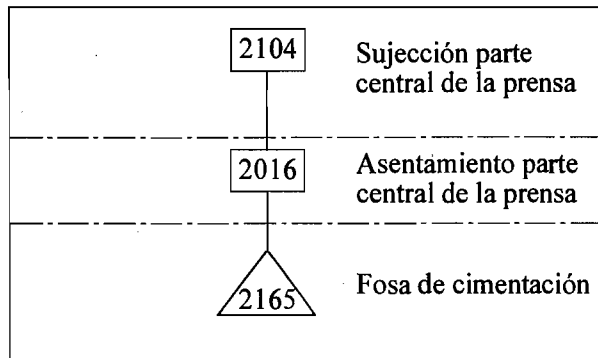 2104
Sujección parte
central de la prensa
2016
Asentamiento parte
central de la prensa
2165
Fosa de cimentación